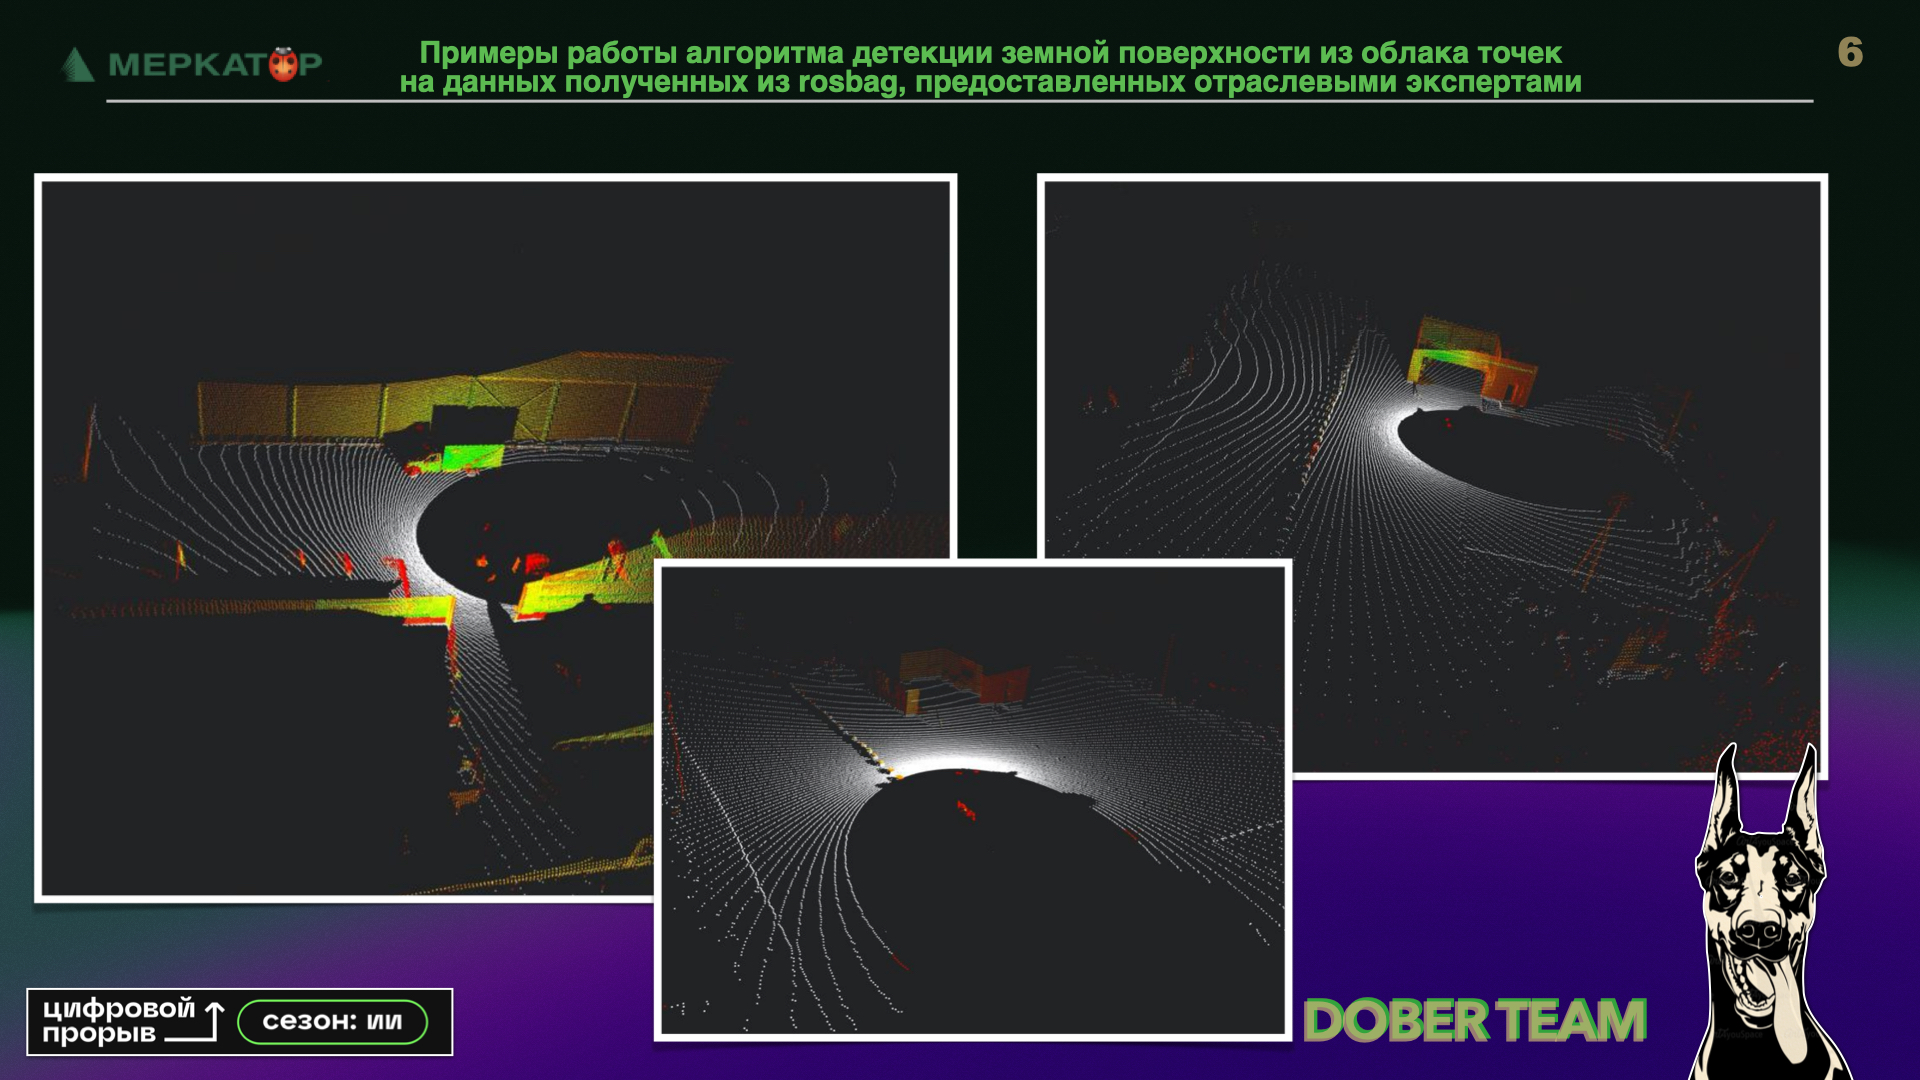 МЕРКАТОР
Примеры работы алгоритма детекции земной поверхности из облака точек
на данных полученных из rosbag, предоставленных отраслевыми экспертами
6
цифровой
прорыв
сезон: ИИ
DOBER TEAM